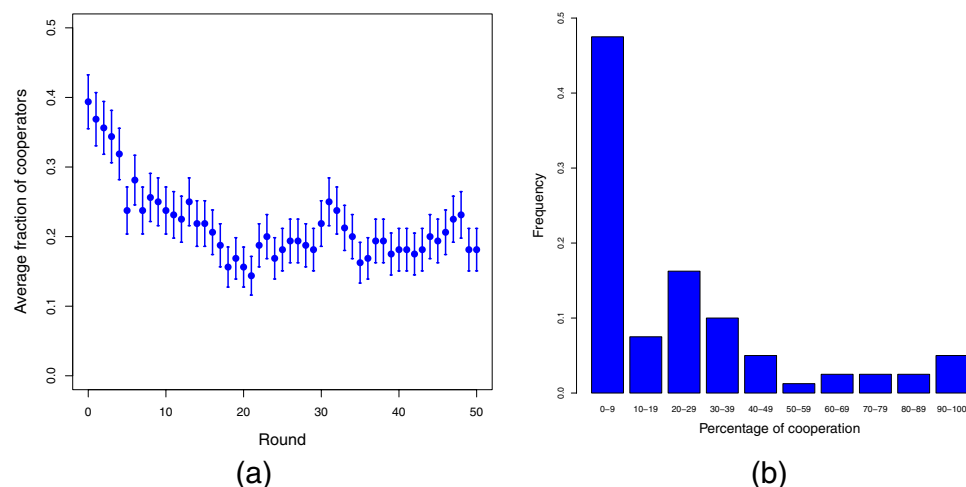 Average fraction of cooperators
0.5
0.4
0.3
0.2
0.1
0.0
0 10 20 30 40 50
Round
(a)
Frequency
0.5
0.4
0.3
0.2
0.1
0.0
0−9 10−19 20−29 30−39 40−49 50−59 60−69 70−79 80−89 90−100
Percentage of cooperation
(b)